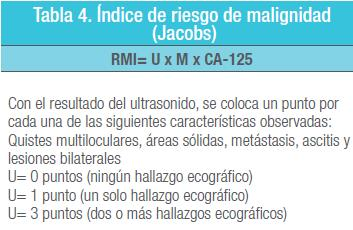 Tabla 4. Índice de riesgo de malignidad
(Jacobs)
RMI= U x M x CA-125
Con el resultado del ultrasonido, se coloca un punto por
cada una de las siguientes características observadas:
Quistes multiloculares, áreas sólidas, metástasis, ascitis y
lesiones bilaterales
U= 0 puntos (ningún hallazgo ecográfico)
U= 1 punto (un solo hallazgo ecográfico)
U= 3 puntos (dos o más hallazgos ecográficos)